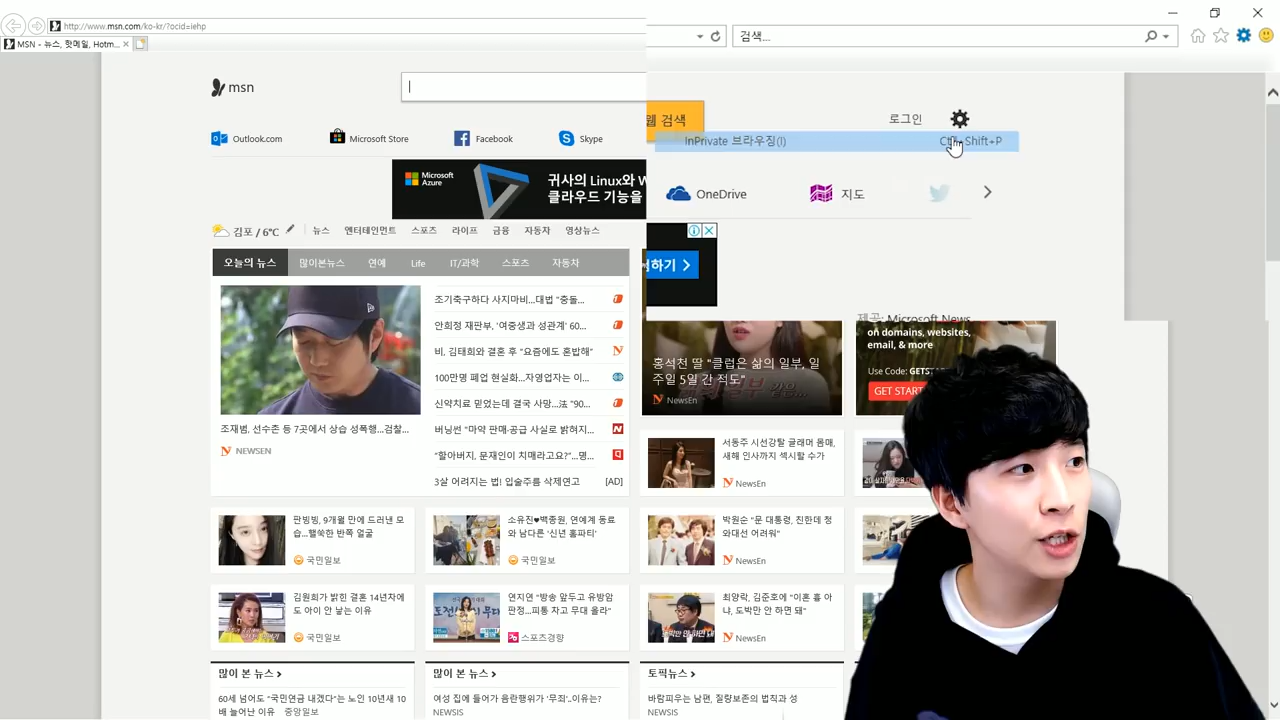 http://www.msn.com/ko-kr/?ocid=iehp
검색...
MSN - 뉴스, 핫메일, Hotm...
msn
웹 검색
로그인
Outlook.com
Microsoft Store
Facebook
Skype
InPrivate 브라우징(I)
Ctrl+Shift+P
OneDrive
지도
Microsoft Azure
귀사의 Linux와 W
클라우드 기능을
하기
김포 / 6°C
뉴스
엔터테인먼트
스포츠
라이프
금융
자동차
영상뉴스
오늘의 뉴스
많이본뉴스
연예
Life
IT/과학
스포츠
자동차
제공: Microsoft News
조기축구하다 사지마비...대법 "충돌...
안희정 재판부, '여중생과 성관계' 60...
비, 김태희와 결혼 후 "요즘에도 혼밥해"
100만명 폐업 현실화...자영업자는 이...
신약치료 믿었는데 결국 사망...法 "90...
버닝썬 "마약 판매·공급 사실로 밝혀지...
"할아버지, 문재인이 치매라고요?"...명...
3살 어려지는 법! 입술주름 삭제연고
[AD]
조재범, 선수촌 등 7곳에서 상습 성폭행...검찰...
NEWSEN
홍석천 딸 "클럽은 삶의 일부, 일
주일 5일 간 적도"
NewsEn
on domains, websites,
email, & more
Use Code: GETS
GET STAR
서동주 시선강탈 글래머 몸매,
새해 인사까지 섹시할 수가
NewsEn
판빙빙, 9개월 만에 드러낸 모
습...핼쑥한 반쪽 얼굴
국민일보
소유진♥백종원, 연예계 동료
와 남다른 '신년 홈파티'
국민일보
박원순 "문 대통령, 진한데 정
와대선 어려워"
NewsEn
김원희가 밝힌 결혼 14년차에
도 아이 안 낳는 이유
국민일보
연지연 "방송 앞두고 유방암
판정...피통 차고 무대 올라"
스포츠경향
최양락, 김준호에 "이혼 흘 아
냐, 도박만 안 하면 돼"
NewsEn
많이 본 뉴스
많이 본 뉴스
토픽뉴스
60세 넘어도 "국민연금 내겠다"는 노인 10년새 10
배 늘어난 이유 중앙일보
여성 집에 들어가 음란행위가 '무죄'..이유는?
NEWSIS
바람피우는 남편, 질량보존의 법칙과 성
NEWSIS